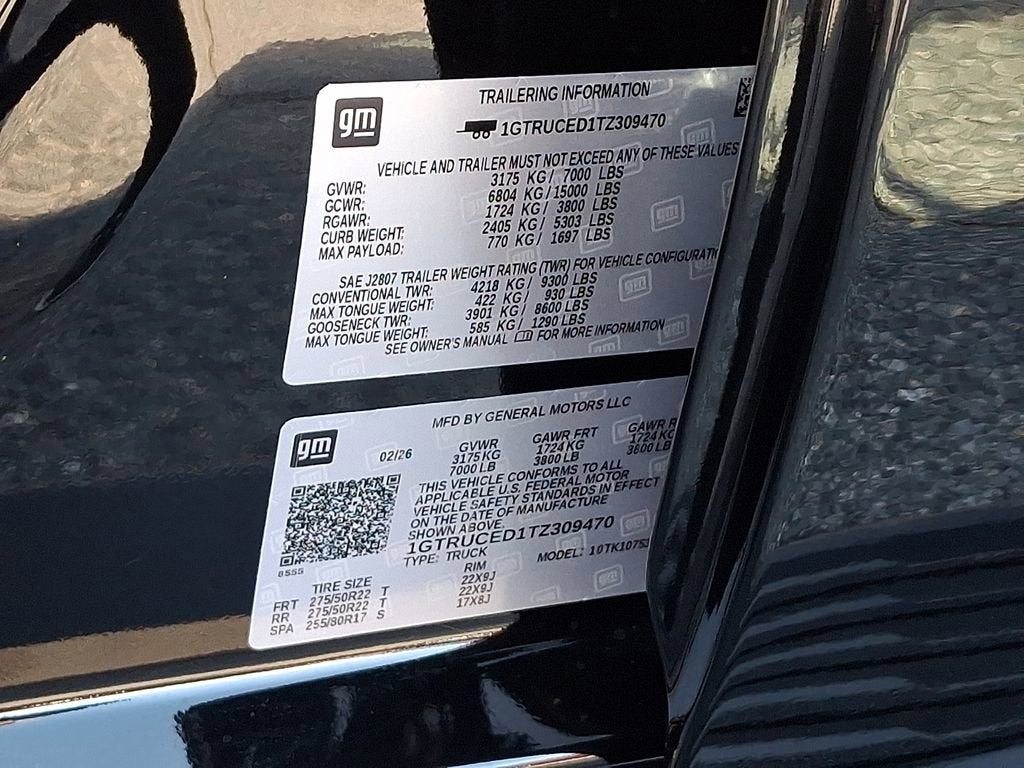 gm
TRAILERING INFORMATION
1GTRUCED1TZ309470
VEHICLE AND TRAILER MUST NOT EXCEED ANY OF THESE VALUES
GVWR: 3175 KG / 7000 LBS
GCWR: 6804 KG / 15000 LBS
RGAWR: 1724 KG / 3800 LBS
CURB WEIGHT: 2405 KG / 5303 LBS
MAX PAYLOAD: 770 KG / 1697 LBS
SAE J2807 TRAILER WEIGHT RATING (TWR) FOR VEHICLE CONFIGURATI
CONVENTIONAL TWR: 4218 KG / 9300 LBS
MAX TONGUE WEIGHT: 422 KG / 930 LBS
GOOSENECK TWR: 3901 KG / 8600 LBS
MAX TONGUE WEIGHT: 585 KG / 1290 LBS
SEE OWNER'S MANUAL gm FOR MORE INFORMATION
MFD BY GENERAL MOTORS LLC
gm
02/26
GVWR GAWR FRT GAWR R
3175 KG 1724 KG 1724 KG
7000 LB 3800 LB 3800 L
THIS VEHICLE CONFORMS TO ALL
APPLICABLE U.S. FEDERAL MOTOR
VEHICLE SAFETY STANDARDS IN EFFECT
ON THE DATE OF MANUFACTURE
SHOWN ABOVE.
1GTRUCED1TZ309470
TYPE: TRUCK MODEL: 10TK10753
8555
TIRE SIZE RIM
FRT 275/50R22 T 22X9J
RR 275/50R22 T 22X9J
SPA 255/80R17 S 17X8J